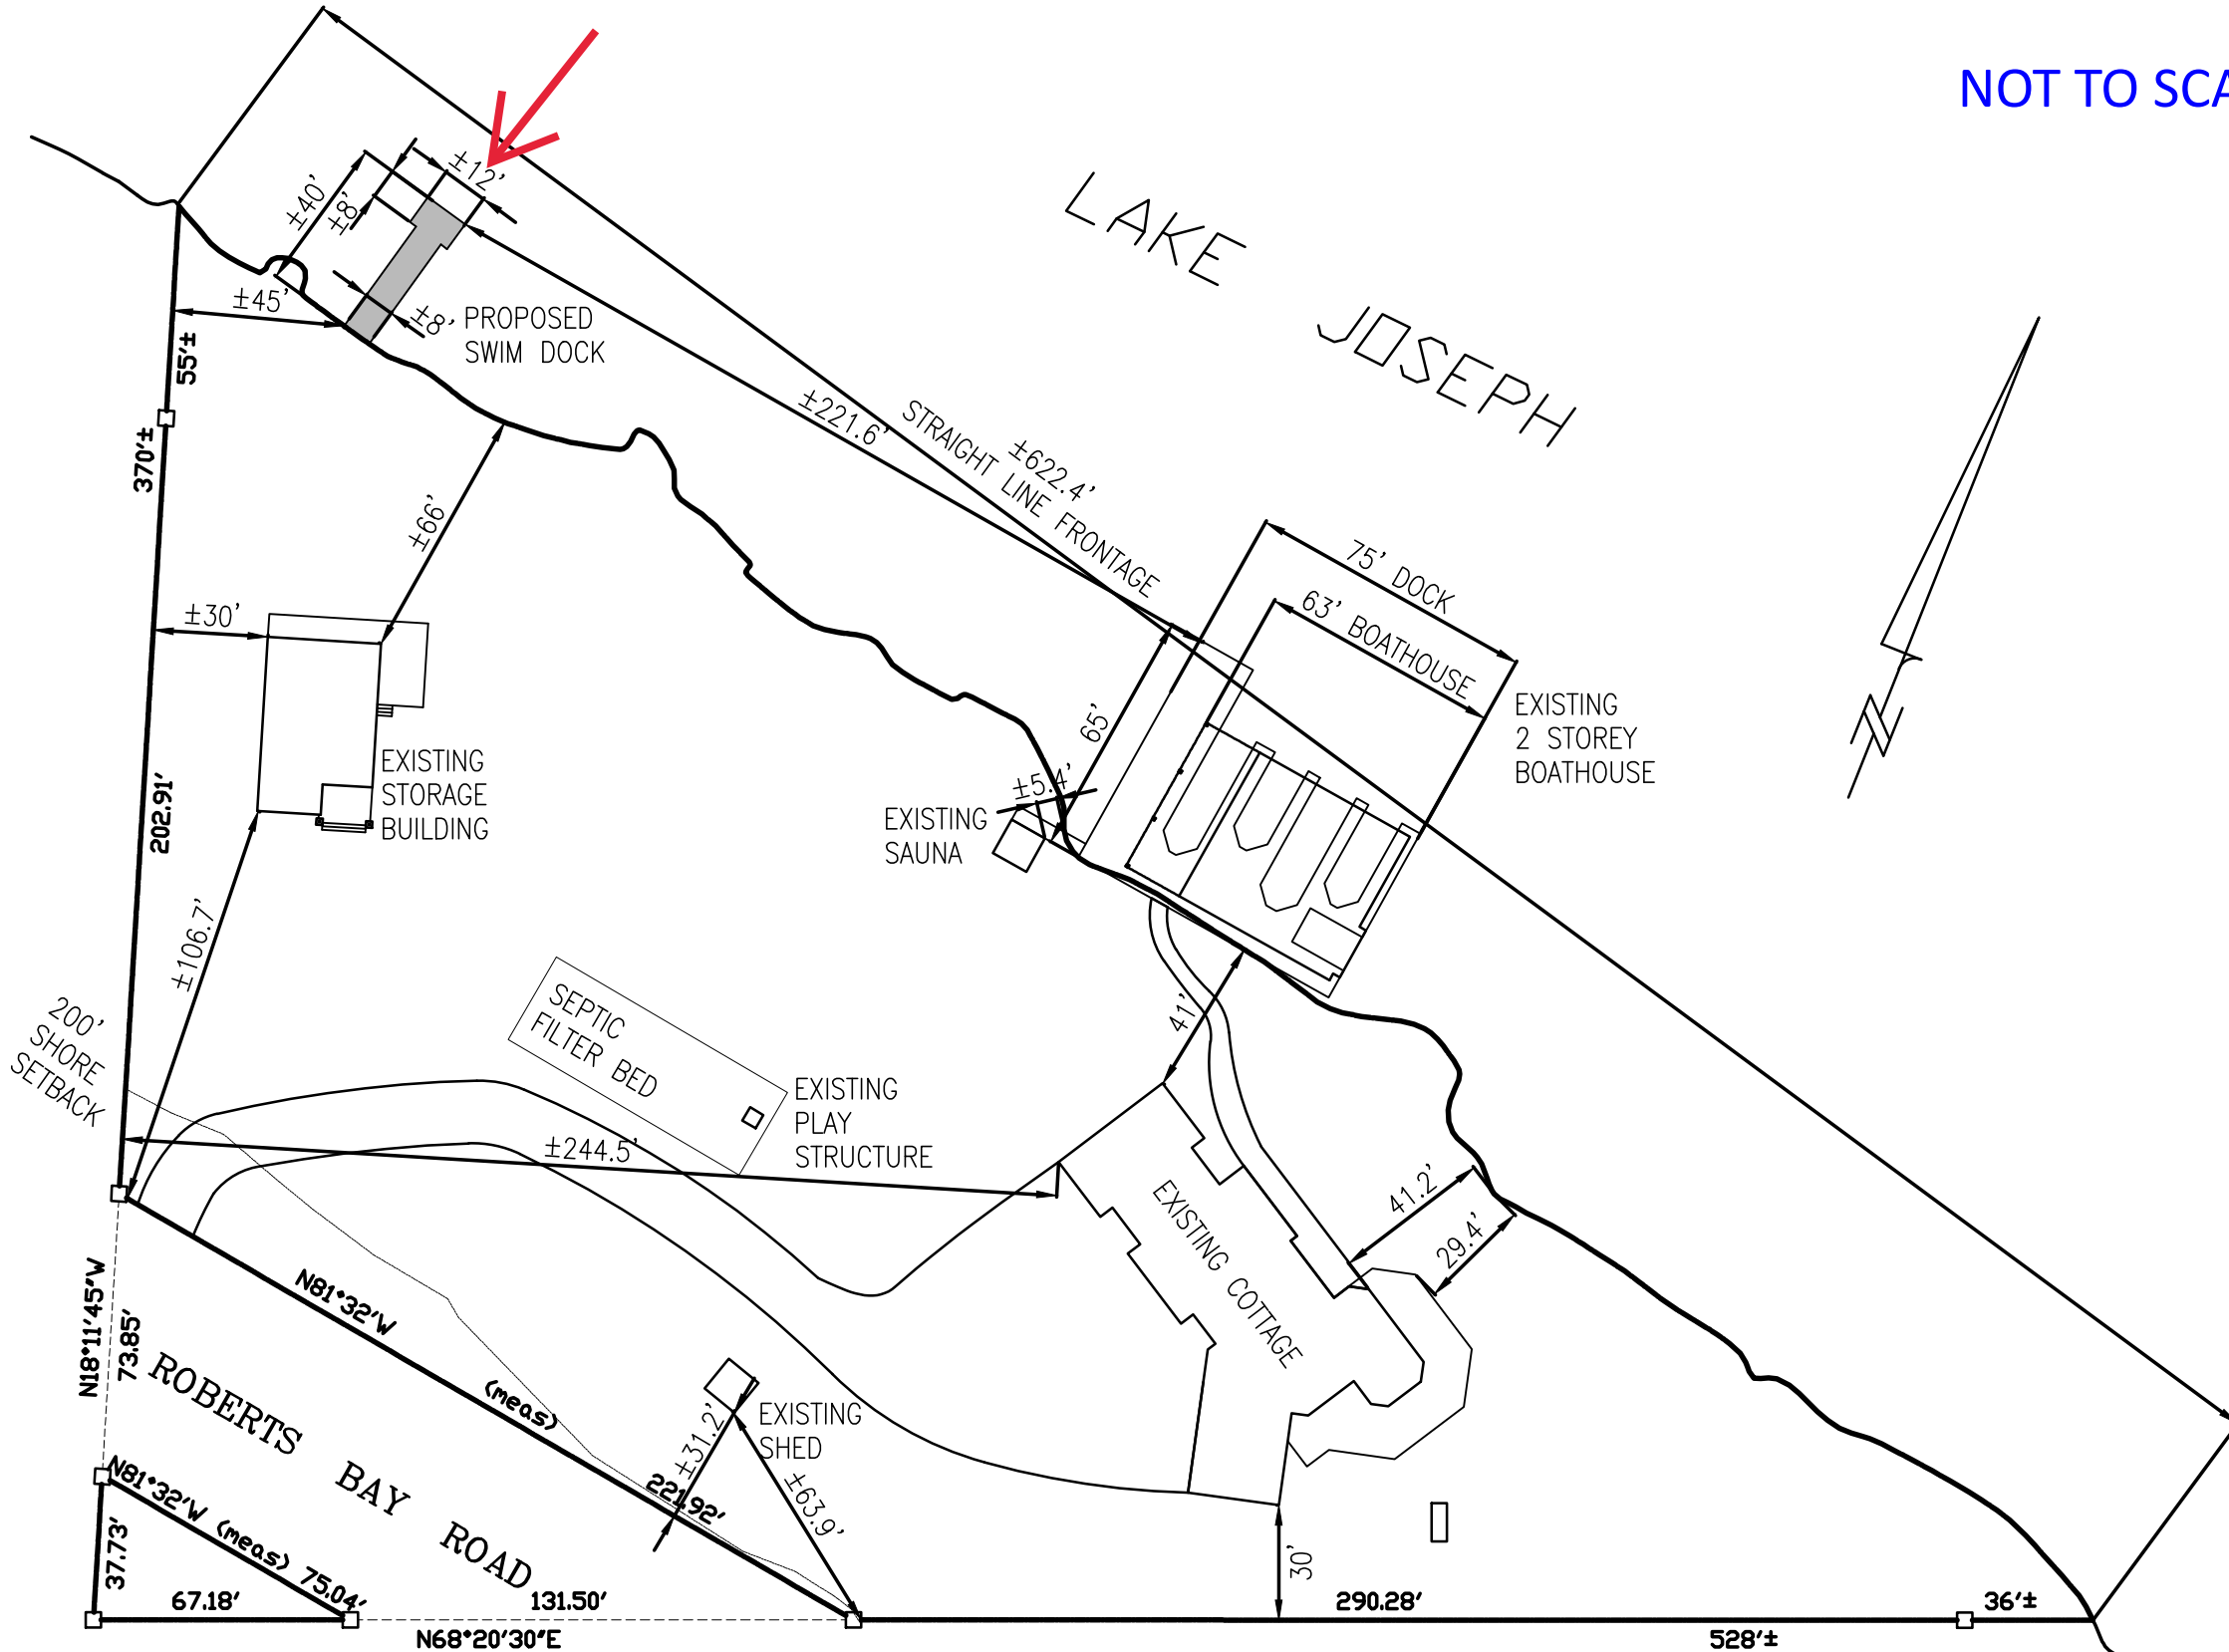 NOT TO SCA
LAKE JOSEPH
±12'
±40'
±8'
±45'
±8'
PROPOSED
SWIM DOCK
55'±
370'±
±221.6'
±622.4'
STRAIGHT LINE FRONTAGE
±66'
75' DOCK
63' BOATHOUSE
±30'
65'
EXISTING
2 STOREY
BOATHOUSE
EXISTING
STORAGE
BUILDING
±5.4'
EXISTING
SAUNA
202.91'
±106.7'
200'
SHORE
SETBACK
SEPTIC
FILTER BED
41'
EXISTING
PLAY
STRUCTURE
±244.5'
EXISTING COTTAGE
41.2'
29.4'
N18°11'45"W
73.85'
N81°32'W
(meas)
221.92'
ROBERTS BAY ROAD
EXISTING
SHED
±31.2'
±63.9'
N81°32'W (meas) 75.04'
37.73'
67.18'
131.50'
30'
290.28'
36'±
N68°20'30"E
528'±